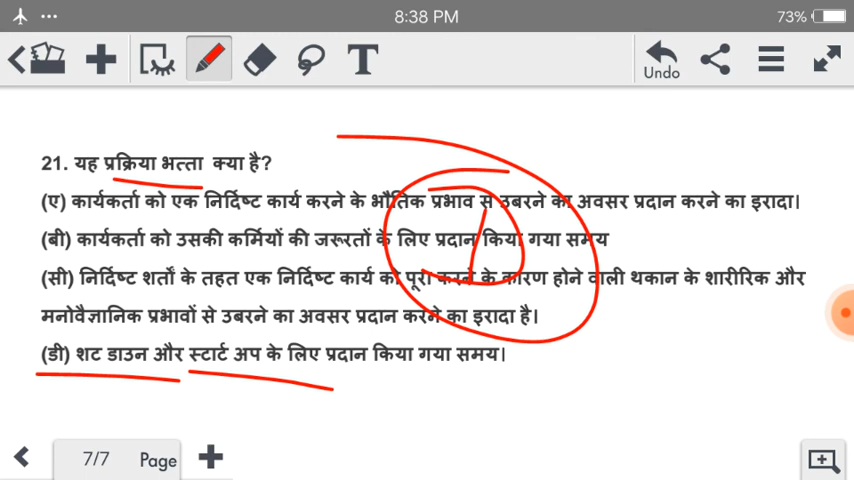 8:38 PM
73%
T
Undo
21. यह प्रक्रिया भत्ता क्या है?
(ए) कार्यकर्ता को एक निर्दिष्ट कार्य करने के भौतिक प्रभाव से उबरने का अवसर प्रदान करने का इरादा।
(बी) कार्यकर्ता को उसकी कर्मियों की जरूरतों के लिए प्रदान किया गया समय
(सी) निर्दिष्ट शर्तों के तहत एक निर्दिष्ट कार्य को पूरा करने के कारण होने वाली थकान के शारीरिक और
मनोवैज्ञानिक प्रभावों से उबरने का अवसर प्रदान करने का इरादा है।
(डी) शट डाउन और स्टार्ट अप के लिए प्रदान किया गया समय।
7/7 Page